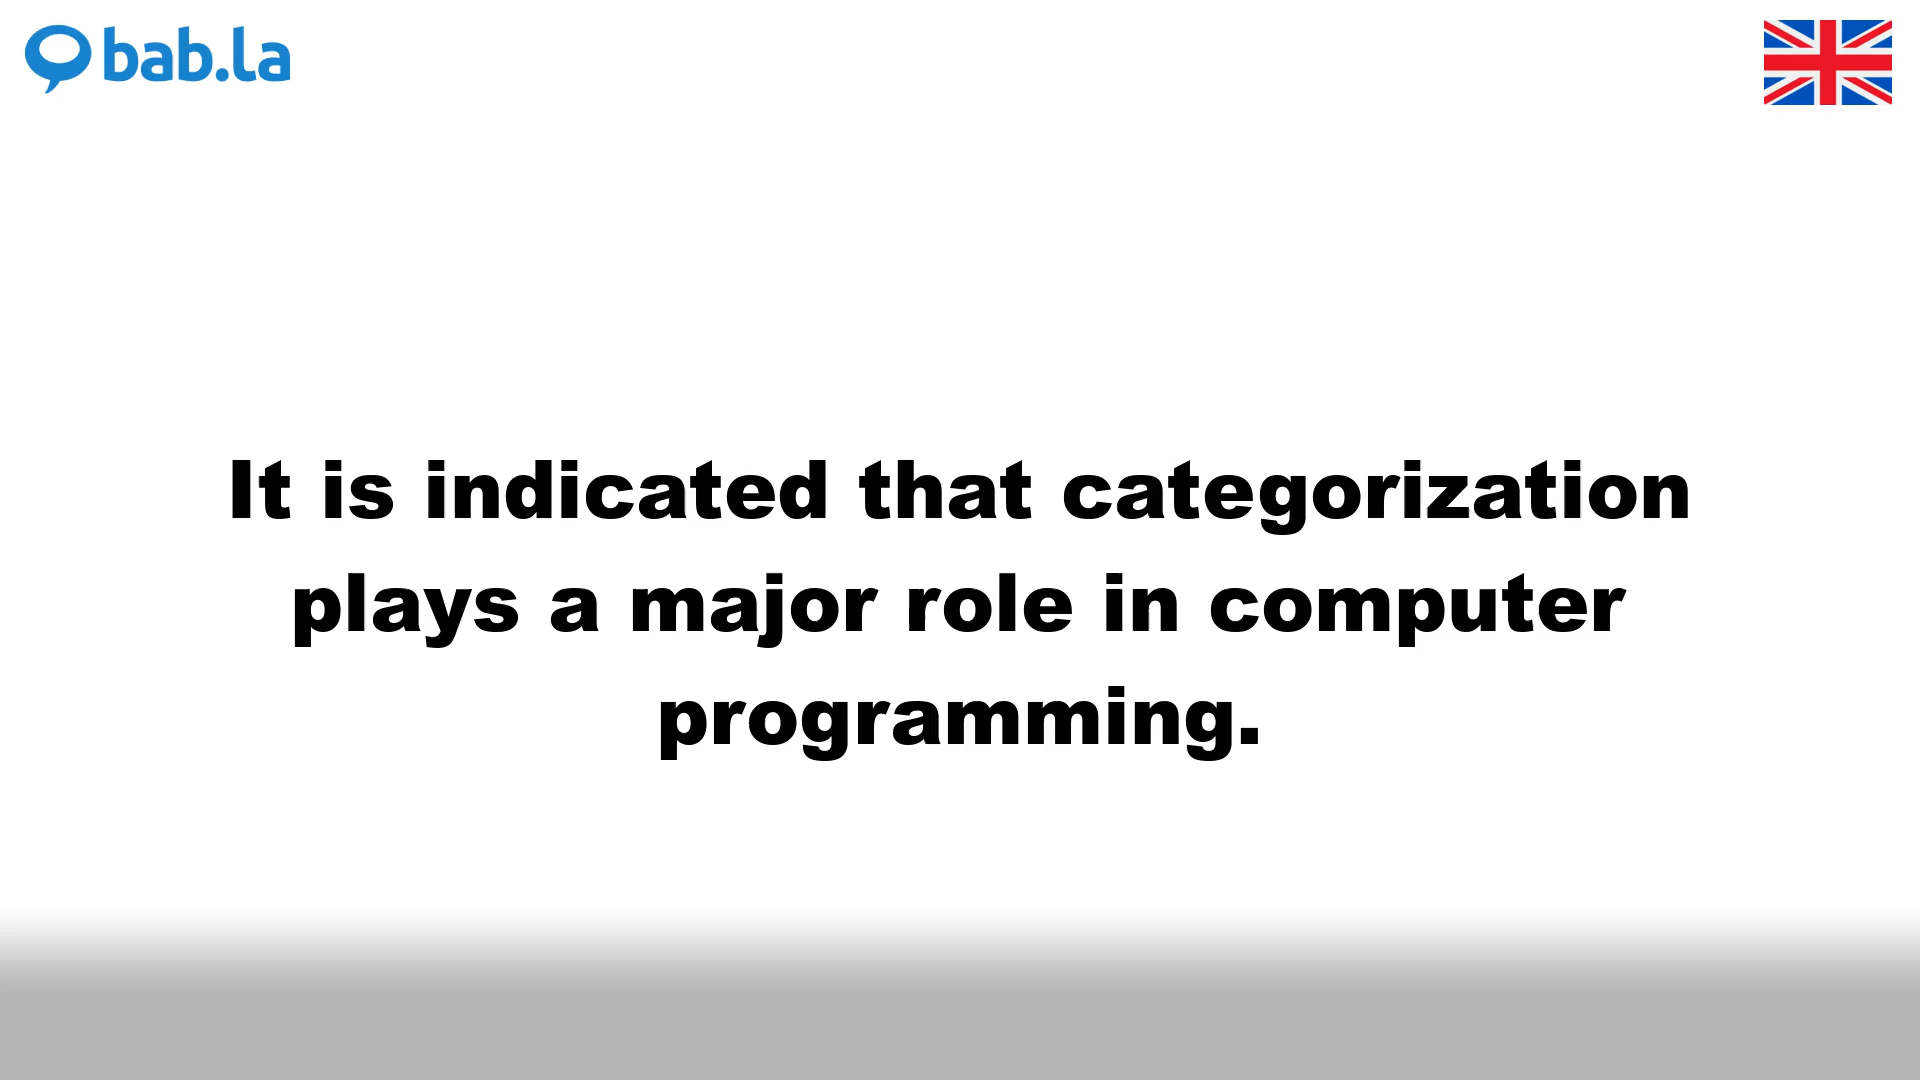 bab.la
It is indicated that categorization
plays a major role in computer
programming.